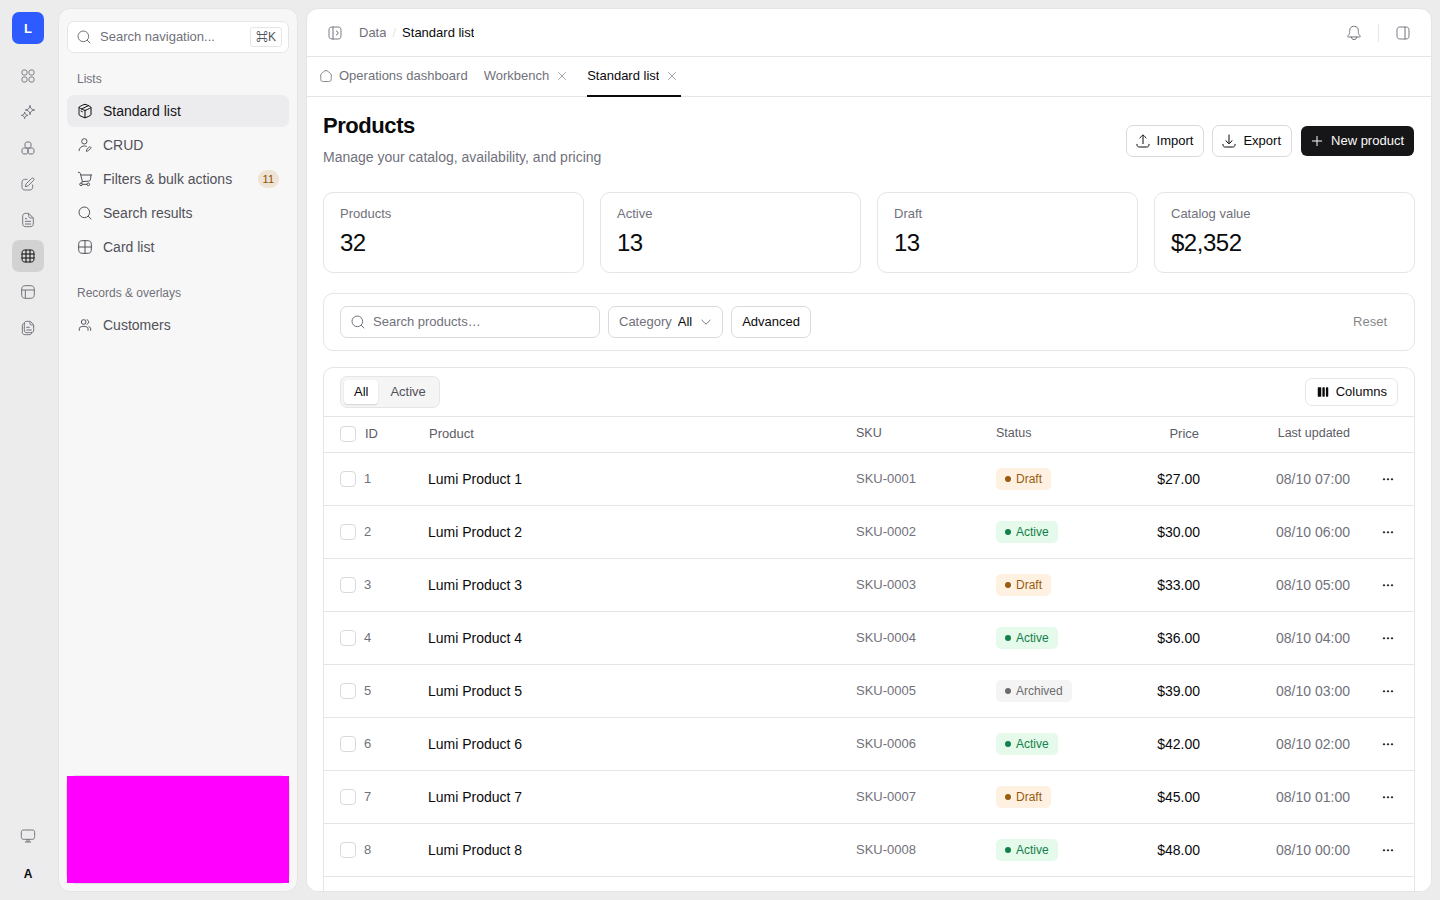 L
Search navigation...
⌘K
Lists
Standard list
CRUD
Filters & bulk actions 11
Search results
Card list
Records & overlays
Customers
A
Data / Standard list
Operations dashboard Workbench Standard list
Products
Manage your catalog, availability, and pricing
Import Export New product
Products Active Draft Catalog value
32 13 13 $2,352
Search products… Category All Advanced Reset
All Active Columns
ID Product SKU Status Price Last updated
1 Lumi Product 1 SKU-0001 Draft $27.00 08/10 07:00
2 Lumi Product 2 SKU-0002 Active $30.00 08/10 06:00
3 Lumi Product 3 SKU-0003 Draft $33.00 08/10 05:00
4 Lumi Product 4 SKU-0004 Active $36.00 08/10 04:00
5 Lumi Product 5 SKU-0005 Archived $39.00 08/10 03:00
6 Lumi Product 6 SKU-0006 Active $42.00 08/10 02:00
7 Lumi Product 7 SKU-0007 Draft $45.00 08/10 01:00
8 Lumi Product 8 SKU-0008 Active $48.00 08/10 00:00